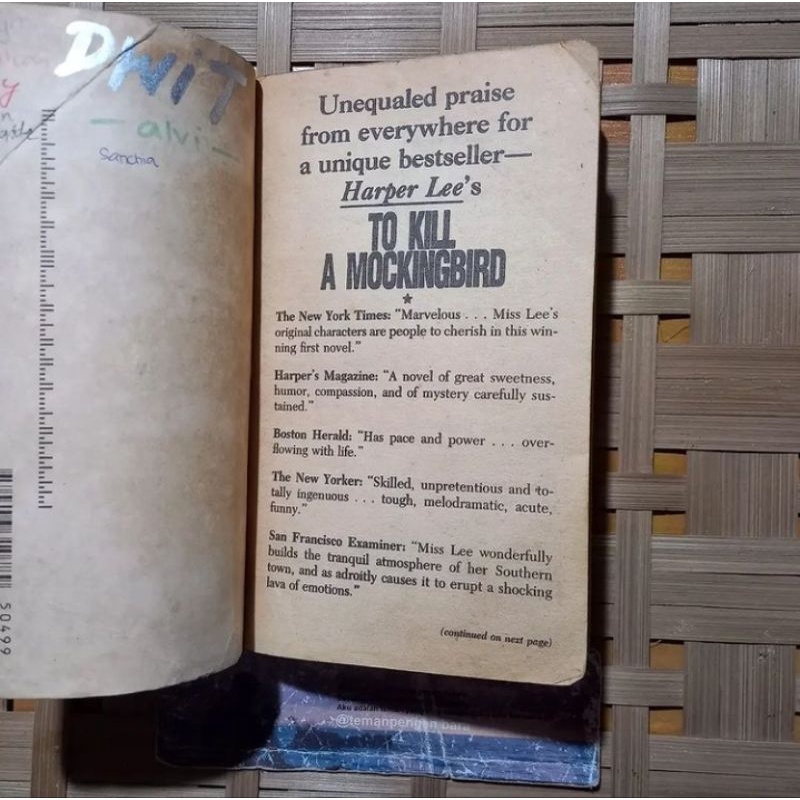 DWIT
- alvi -
Sanchia
50499
Unequaled praise
from everywhere for
a unique bestseller—
Harper Lee's
TO KILL
A MOCKINGBIRD
The New York Times: "Marvelous . . . Miss Lee's
original characters are people to cherish in this win-
ning first novel."
Harper's Magazine: "A novel of great sweetness,
humor, compassion, and of mystery carefully sus-
tained."
Boston Herald: "Has pace and power . . . over-
flowing with life."
The New Yorker: "Skilled, unpretentious and to-
tally ingenuous . . . tough, melodramatic, acute,
funny."
San Francisco Examiner: "Miss Lee wonderfully
builds the tranquil atmosphere of her Southern
town, and as adroitly causes it to erupt a shocking
lava of emotions."
(continued on next page)
Aku adalah
@temanpengen